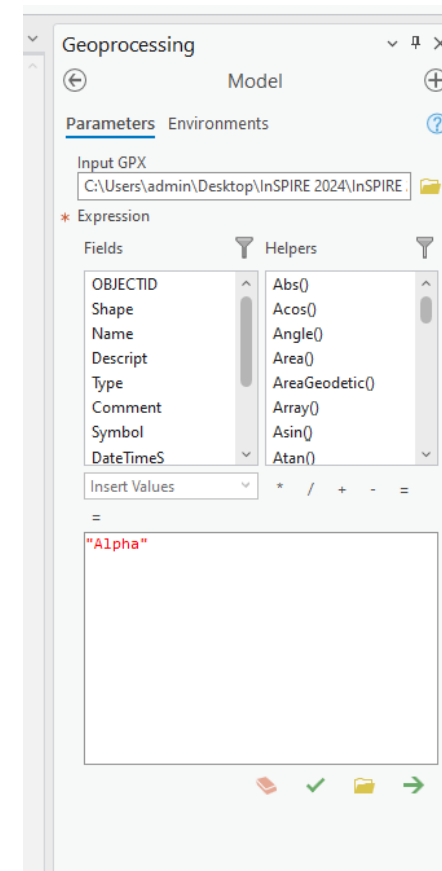 Geoprocessing
Model
Parameters Environments
Input GPX
C:\Users\admin\Desktop\InSPIRE 2024\InSPIRE
* Expression
Fields
Helpers
OBJECTID
Shape
Name
Descript
Type
Comment
Symbol
DateTimeS
Abs()
Acos()
Angle()
Area()
AreaGeodetic()
Array()
Asin()
Atan()
Insert Values
* / + - =
=
"Alpha"